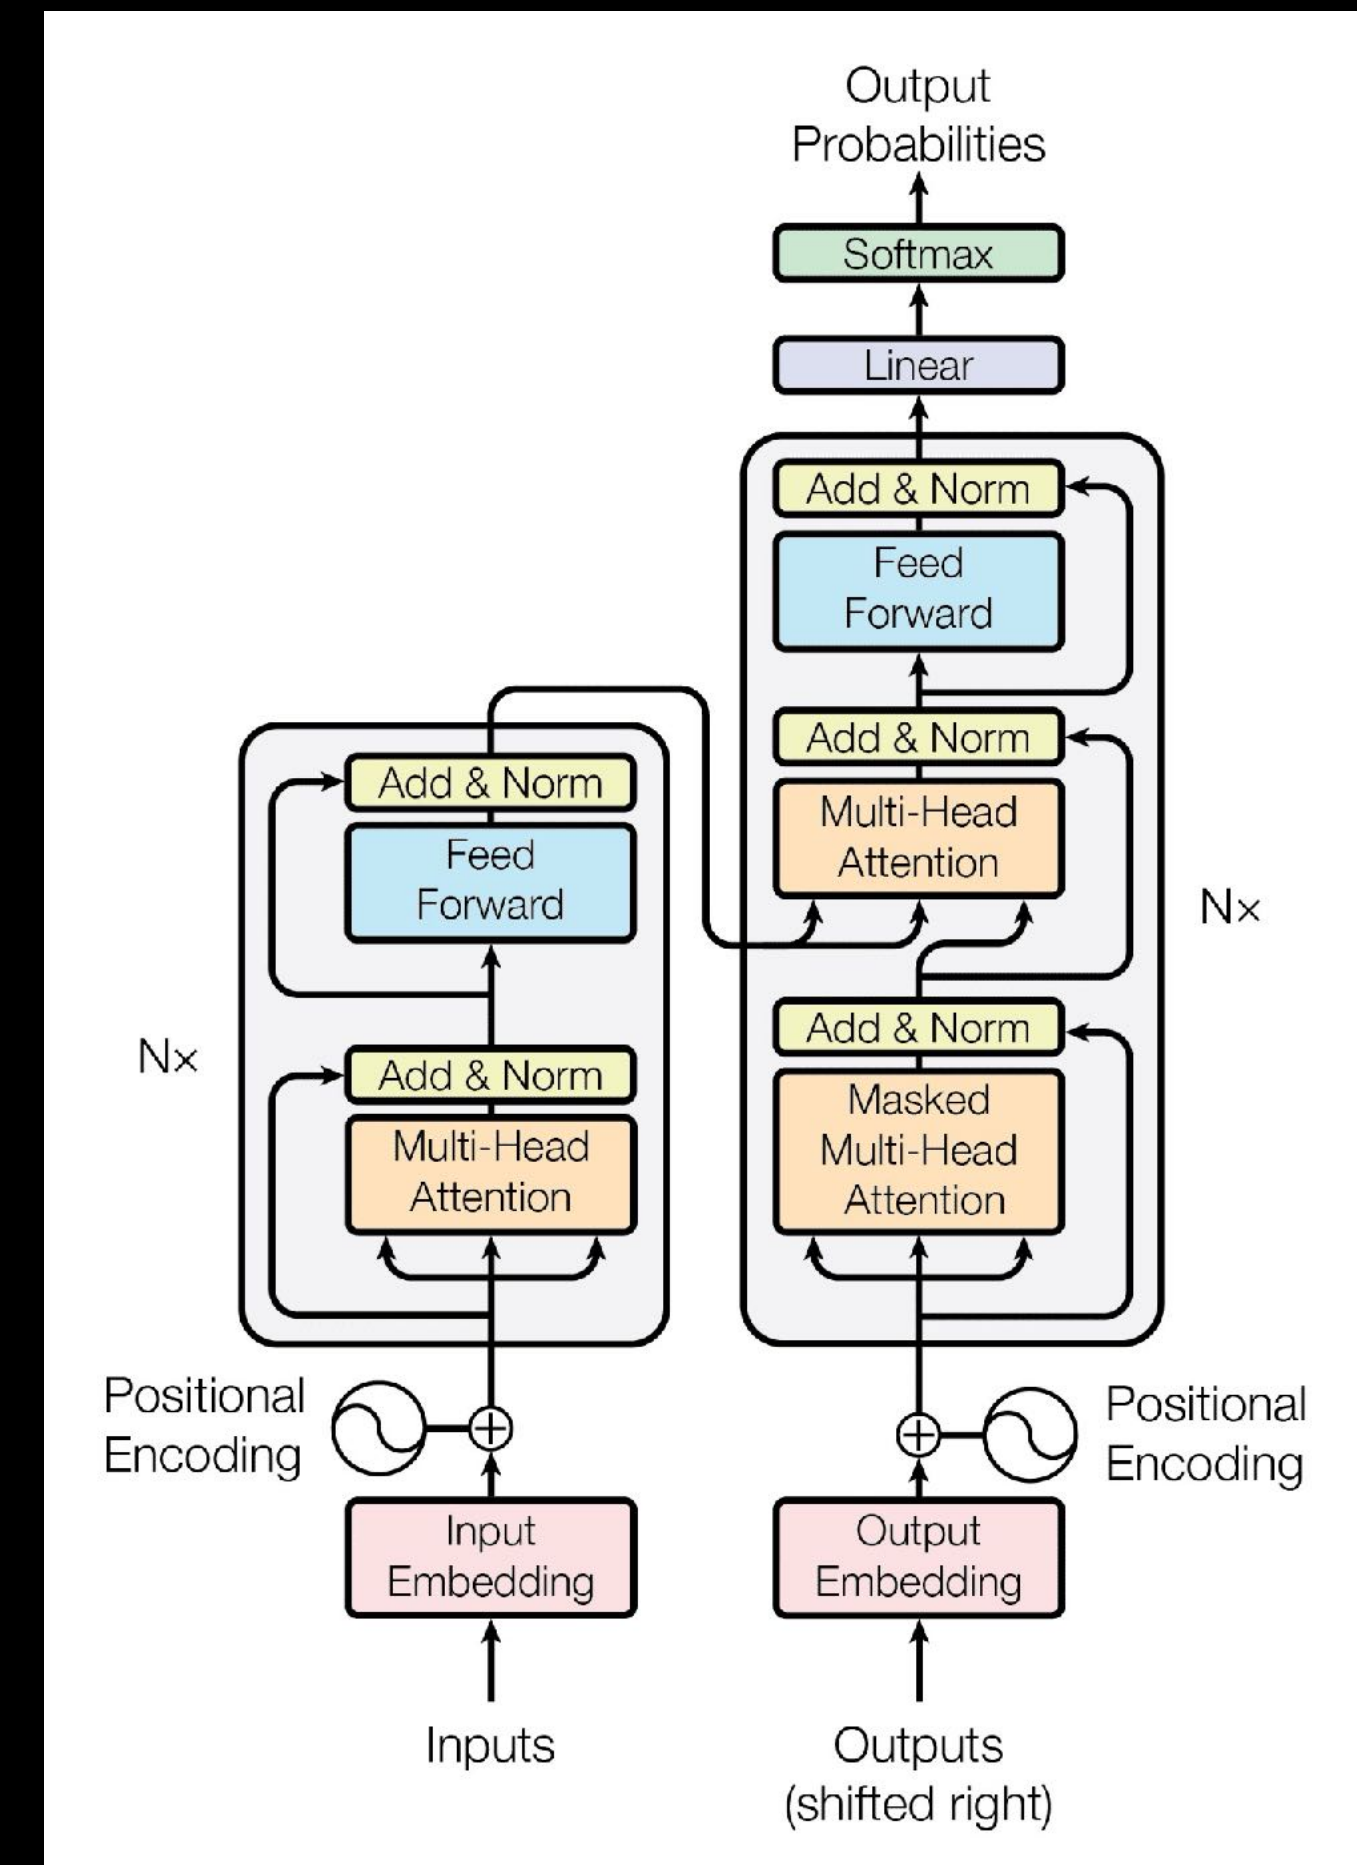 Output
Probabilities
Softmax
Linear
Add & Norm
Feed
Forward
Add & Norm
Multi-Head
Attention
Nx
Add & Norm
Masked
Multi-Head
Attention
Add & Norm
Feed
Forward
Nx
Add & Norm
Multi-Head
Attention
Positional
Encoding
Positional
Encoding
Input
Embedding
Output
Embedding
Inputs
Outputs
(shifted right)